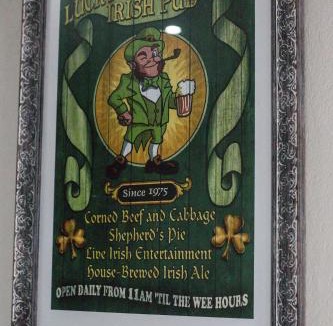 IRISH PUB
Since 1975
Corned Beef and Cabbage
Shepherd's Pie
Live Irish Entertainment
House-Brewed Irish Ale
OPEN DAILY FROM 11AM 'TIL THE WEE HOURS